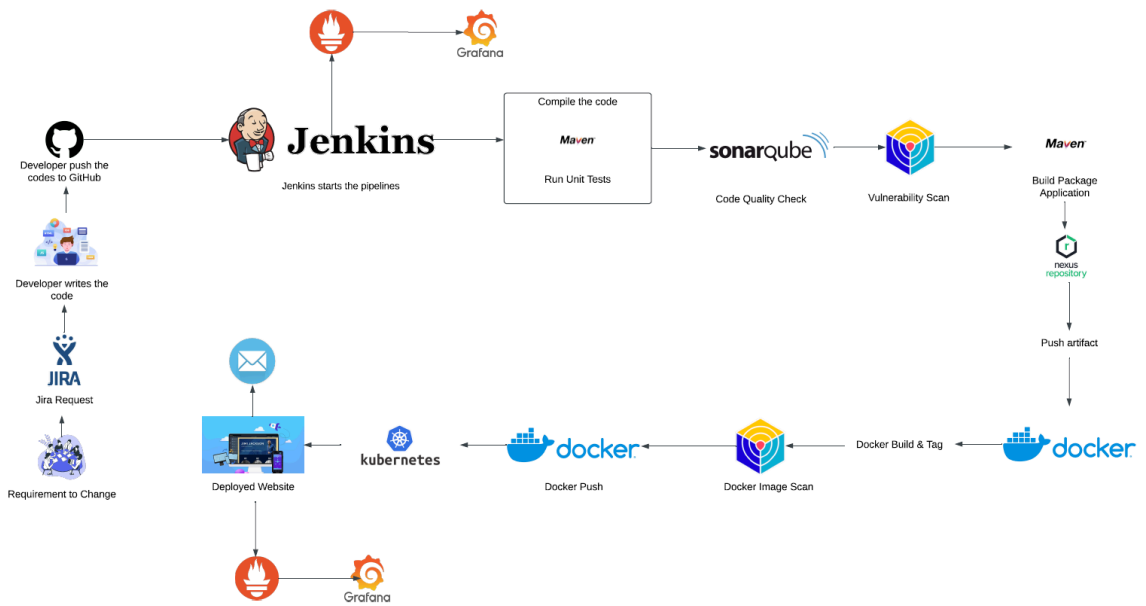 Grafana
Jenkins
Jenkins starts the pipelines
Developer push the
codes to GitHub
Developer writes the
code
JIRA
Jira Request
Requirement to Change
Compile the code
Maven
Run Unit Tests
sonarqube
Code Quality Check
Vulnerability Scan
Maven
Build Package
Application
nexus
repository
Push artifact
docker
Docker Build & Tag
Docker Image Scan
docker
Docker Push
kubernetes
Deployed Website
Grafana